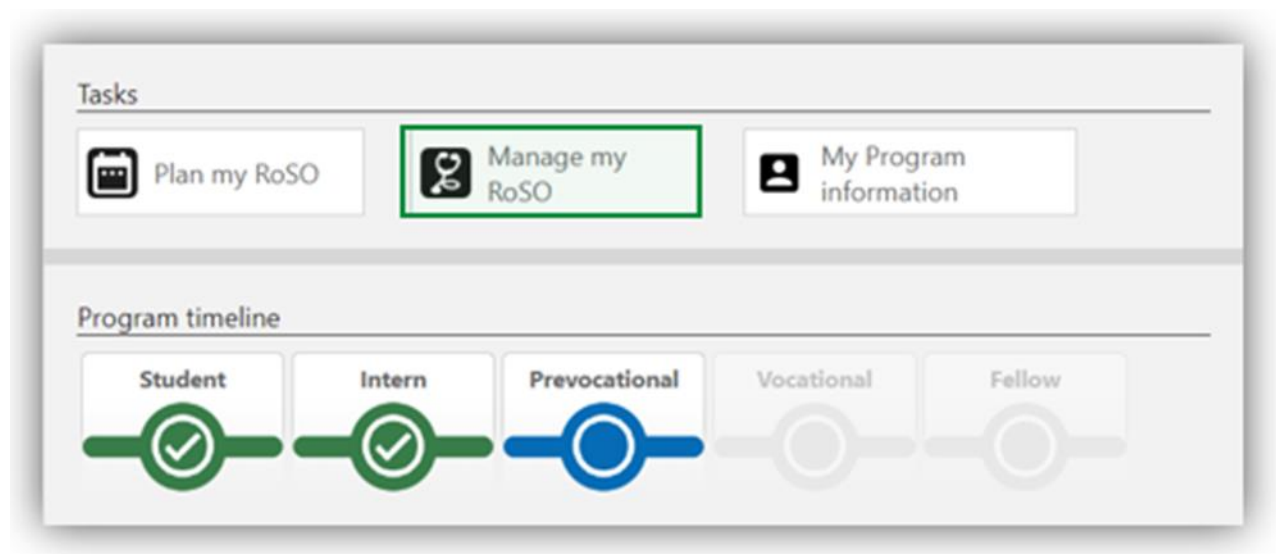 Tasks
Plan my RoSO
Manage my
RoSO
My Program
information
Program timeline
Student
Intern
Prevocational
Vocational
Fellow